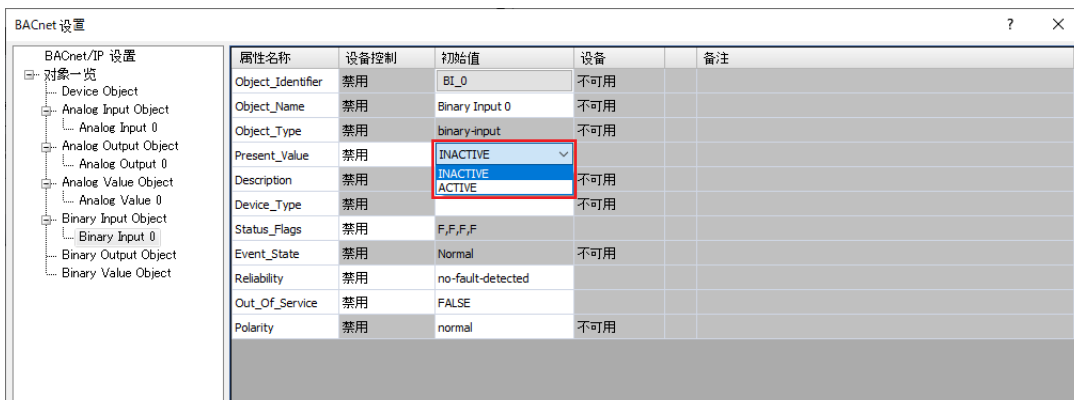 BACnet 设置
? ×
BACnet/IP 设置
对象一览
Device Object
Analog Input Object
Analog Input 0
Analog Output Object
Analog Output 0
Analog Value Object
Analog Value 0
Binary Input Object
Binary Input 0
Binary Output Object
Binary Value Object
属性名称 设备控制 初始值 设备 备注
Object_Identifier 禁用 BI_0 不可用
Object_Name 禁用 Binary Input 0 不可用
Object_Type 禁用 binary-input 不可用
Present_Value 禁用 INACTIVE
INACTIVE
ACTIVE
Description 禁用 不可用
Device_Type 禁用 不可用
Status_Flags 禁用 F,F,F,F
Event_State 禁用 Normal 不可用
Reliability 禁用 no-fault-detected
Out_Of_Service 禁用 FALSE
Polarity 禁用 normal 不可用